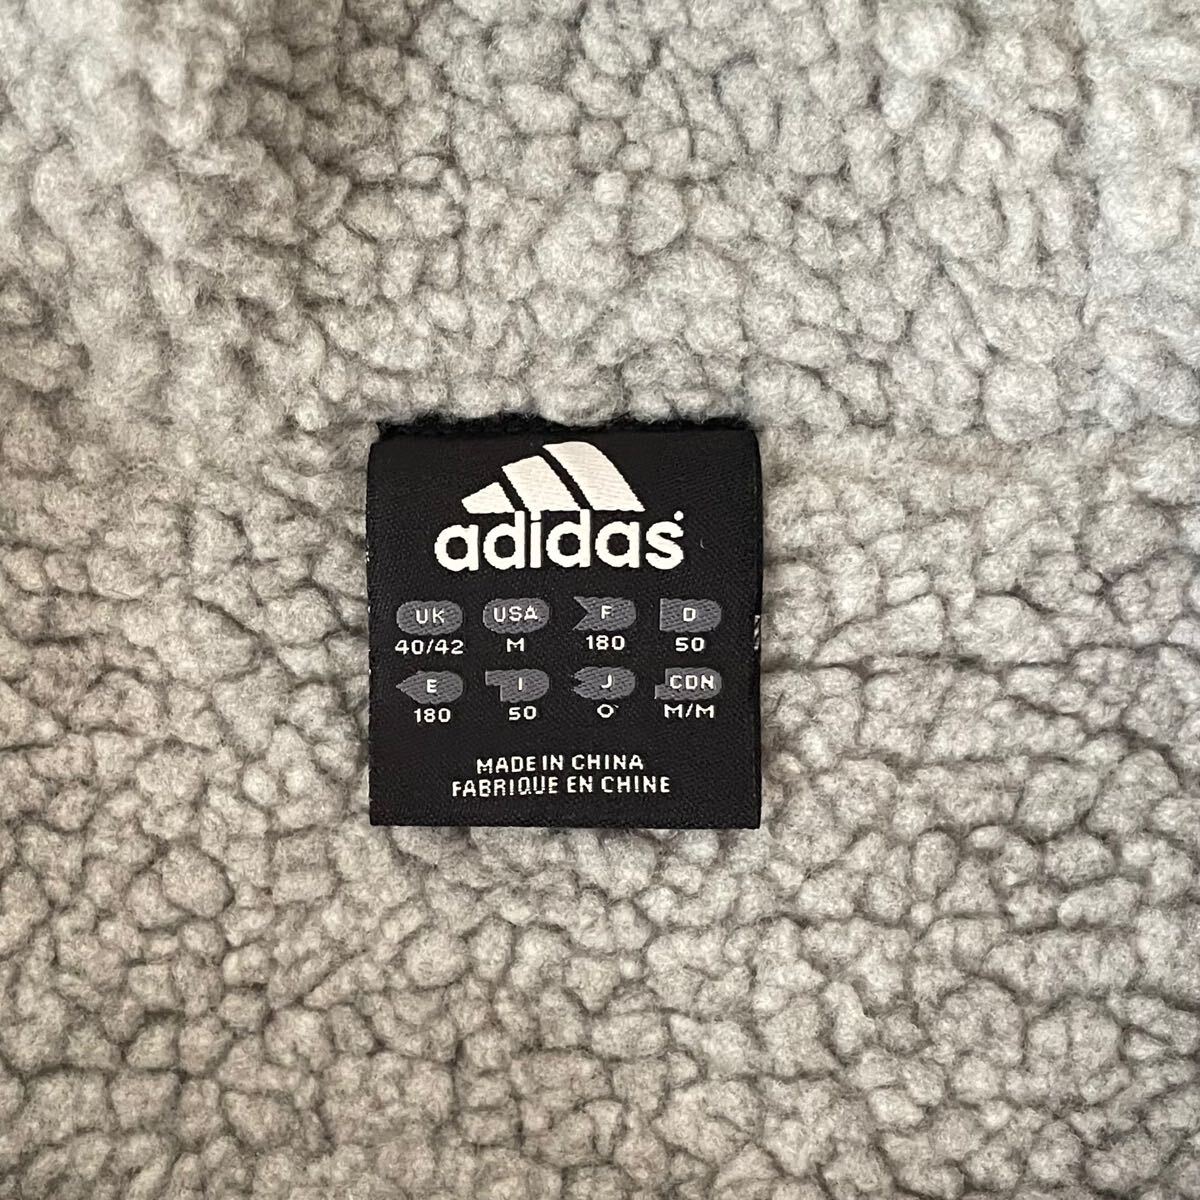 adidas
UK USA F D
40/42 M 180 50
E I J CDN
180 50 O M/M
MADE IN CHINA
FABRIQUE EN CHINE